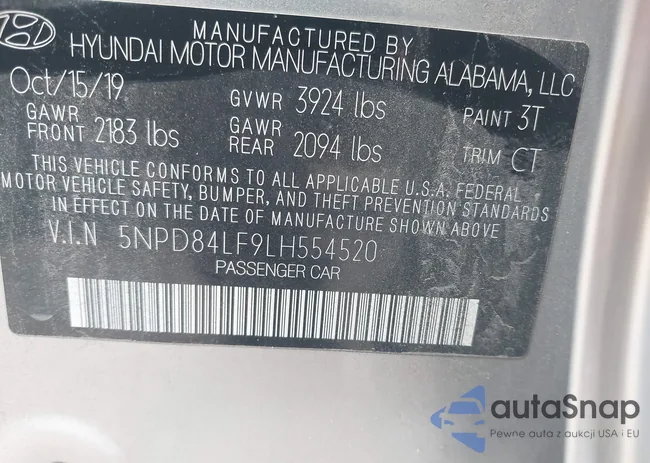 MANUFACTURED BY
HYUNDAI MOTOR MANUFACTURING ALABAMA, LLC
Oct/15/19 GVWR 3924 lbs PAINT 3T
GAWR FRONT 2183 lbs GAWR REAR 2094 lbs TRIM CT
THIS VEHICLE CONFORMS TO ALL APPLICABLE U.S.A. FEDERAL
MOTOR VEHICLE SAFETY, BUMPER, AND THEFT PREVENTION STANDARDS
IN EFFECT ON THE DATE OF MANUFACTURE SHOWN ABOVE
V.I.N 5NPD84LF9LH554520
PASSENGER CAR
autaSnap
Pewne auta z aukcji USA i EU